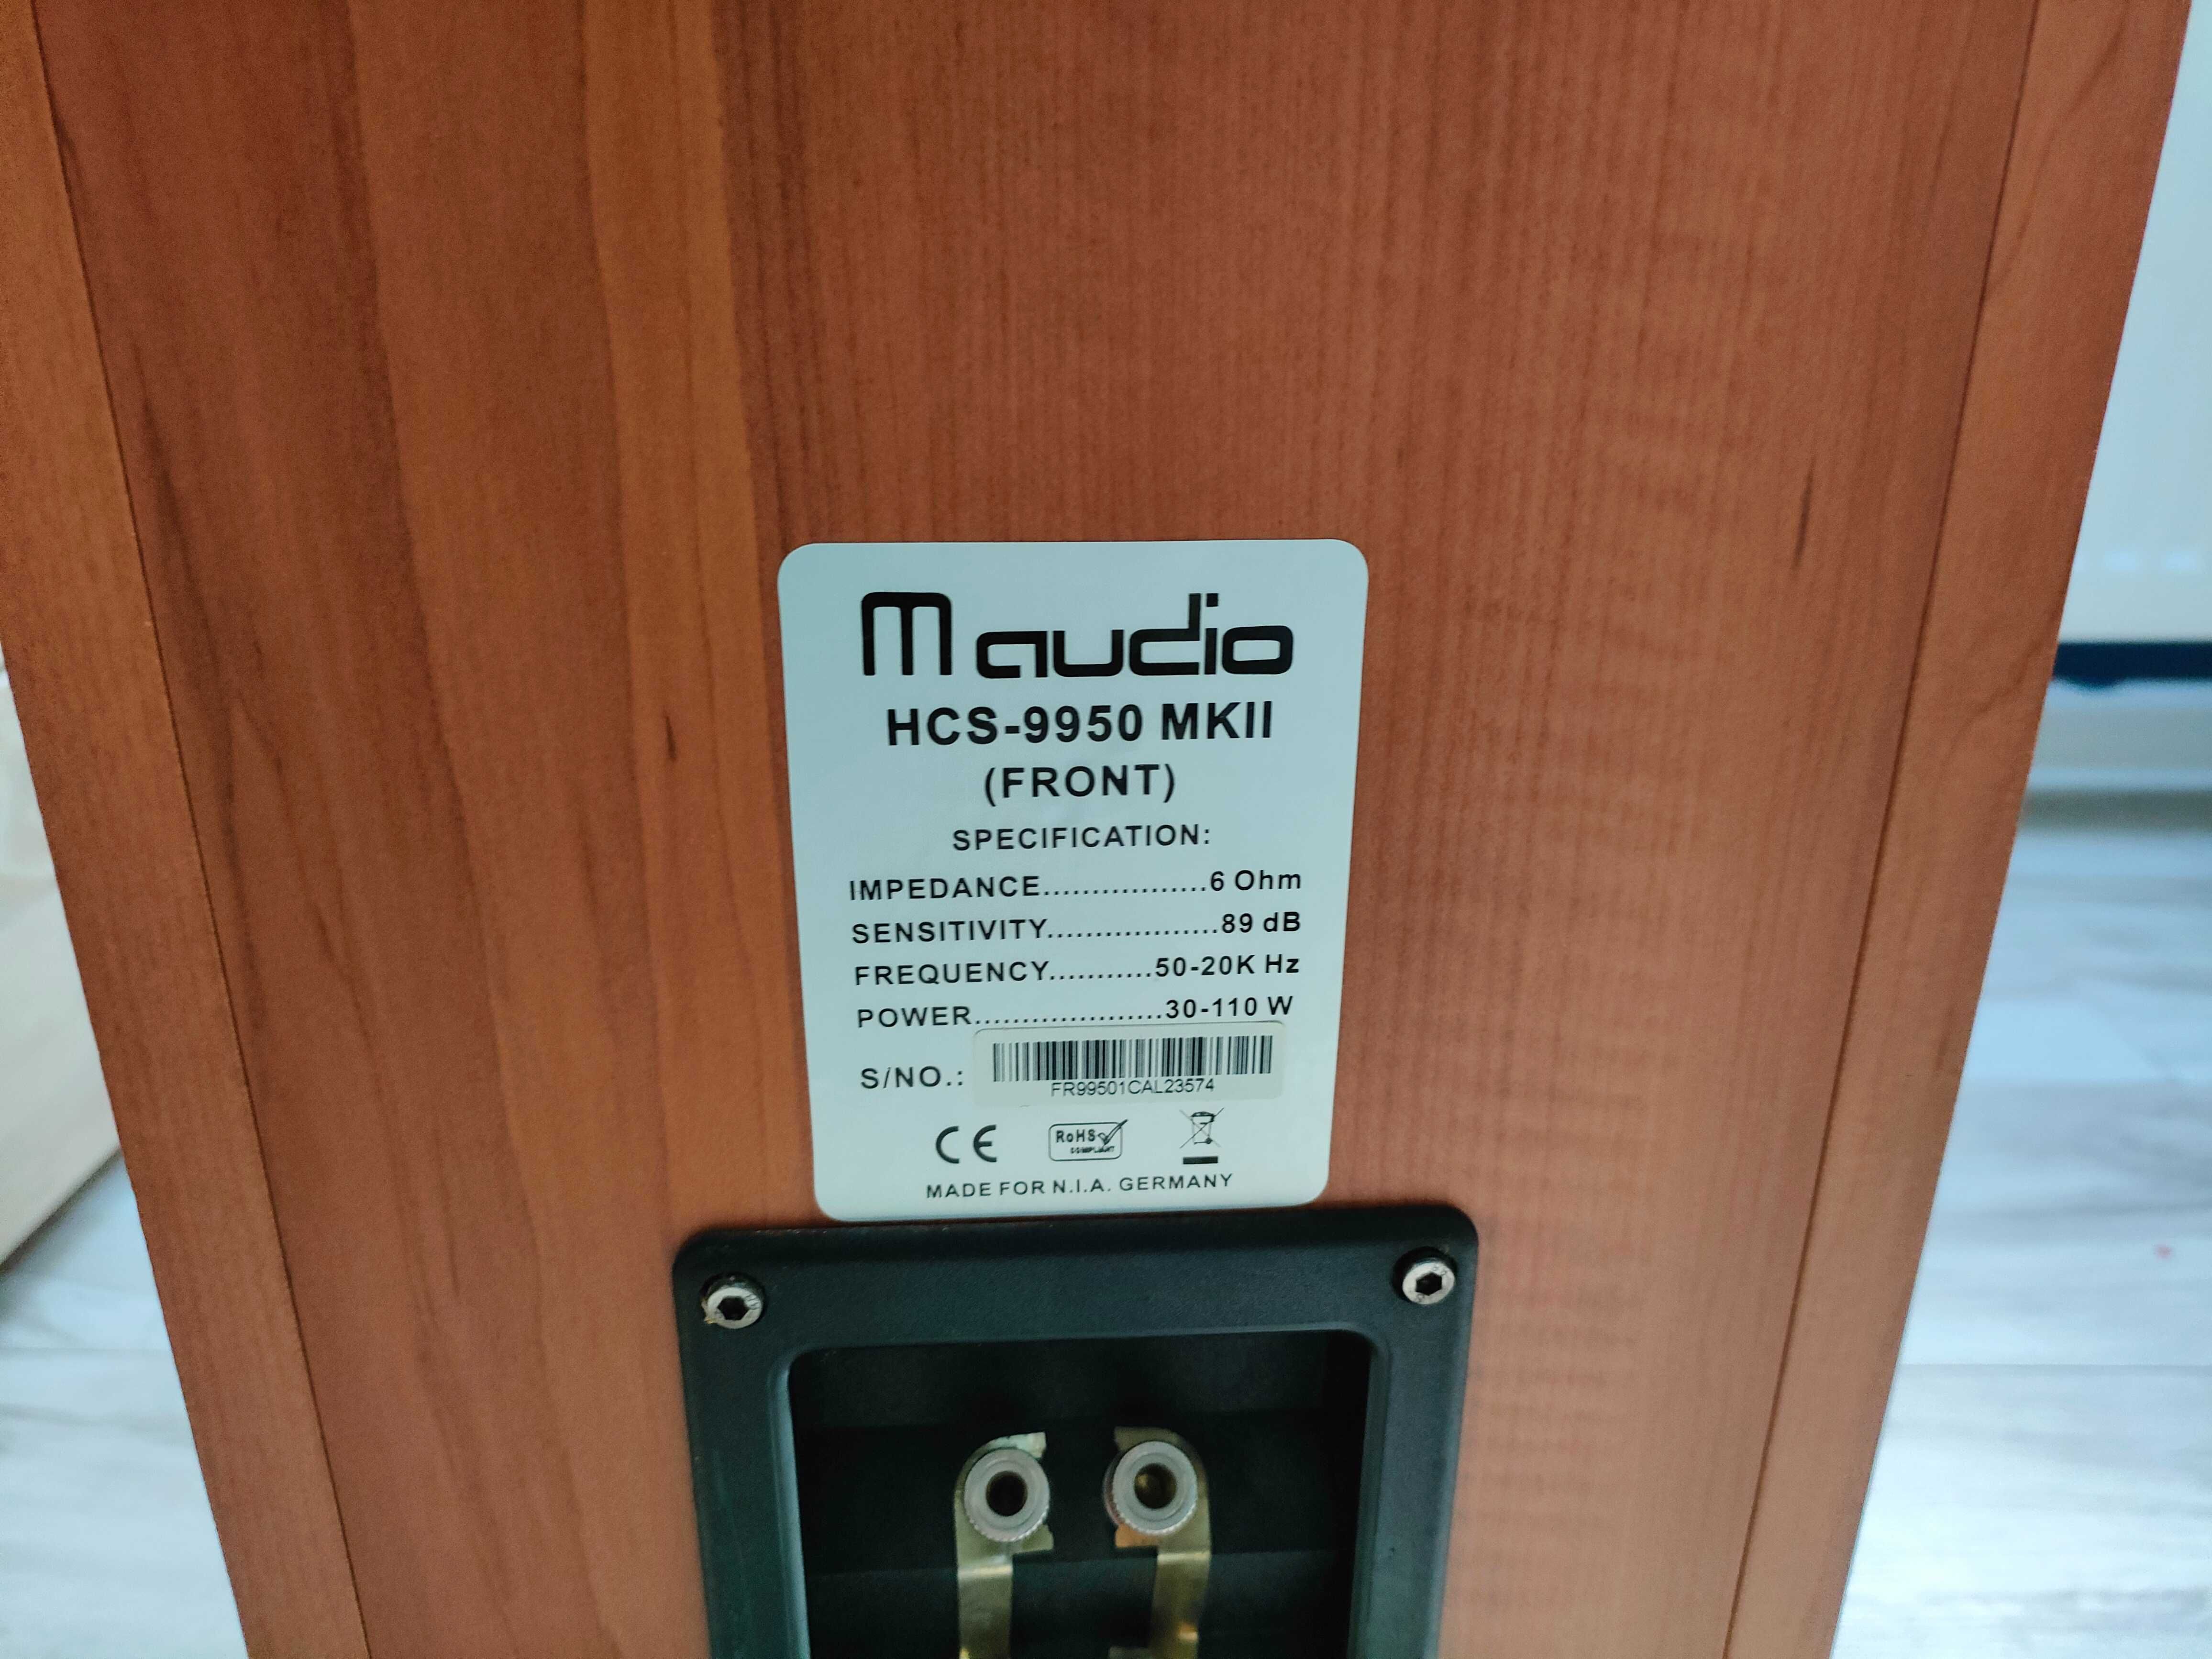 m audio
HCS-9950 MKII
(FRONT)
SPECIFICATION:
IMPEDANCE.................6 Ohm
SENSITIVITY..................89 dB
FREQUENCY...........50-20K Hz
POWER....................30-110 W
S/NO.:
FR99501CAL23574
CE RoHS
COMPLIANT
MADE FOR N.I.A. GERMANY